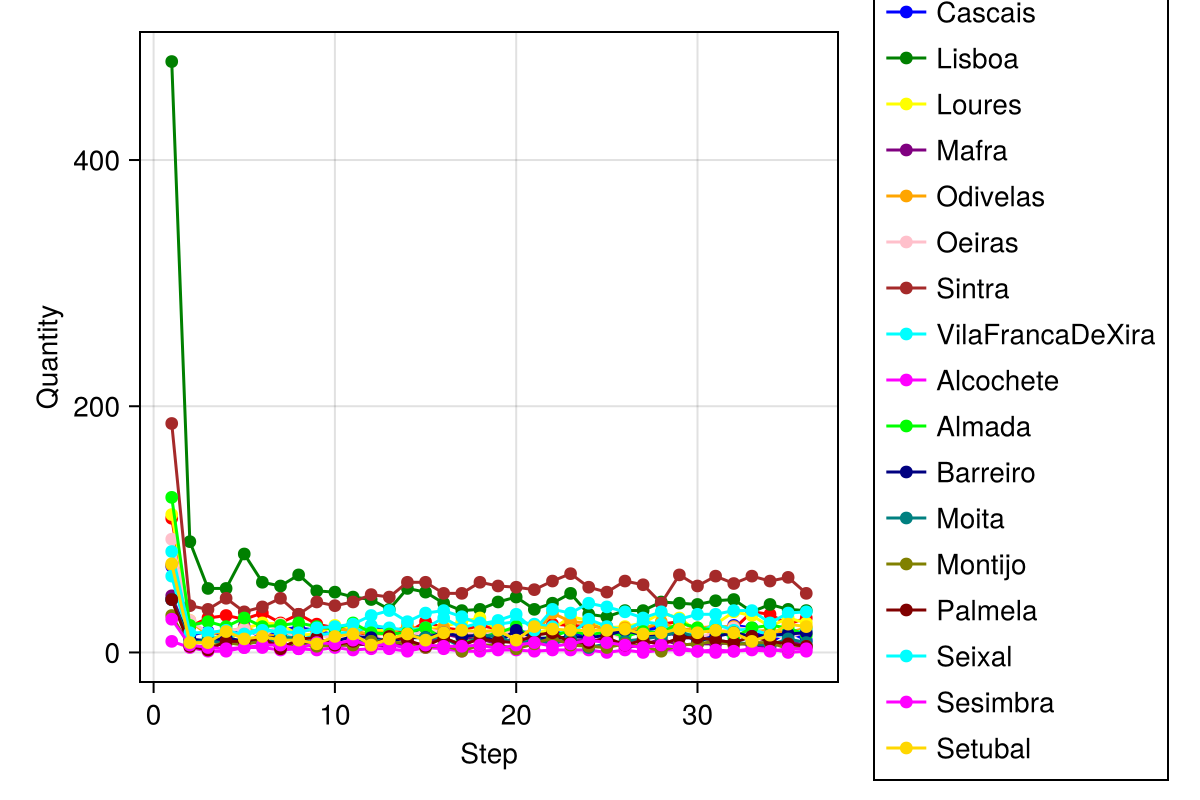 400
200
0
0
10
20
30
Quantity
Step
Cascais
Lisboa
Loures
Mafra
Odivelas
Oeiras
Sintra
VilaFrancaDeXira
Alcochete
Almada
Barreiro
Moita
Montijo
Palmela
Seixal
Sesimbra
Setubal